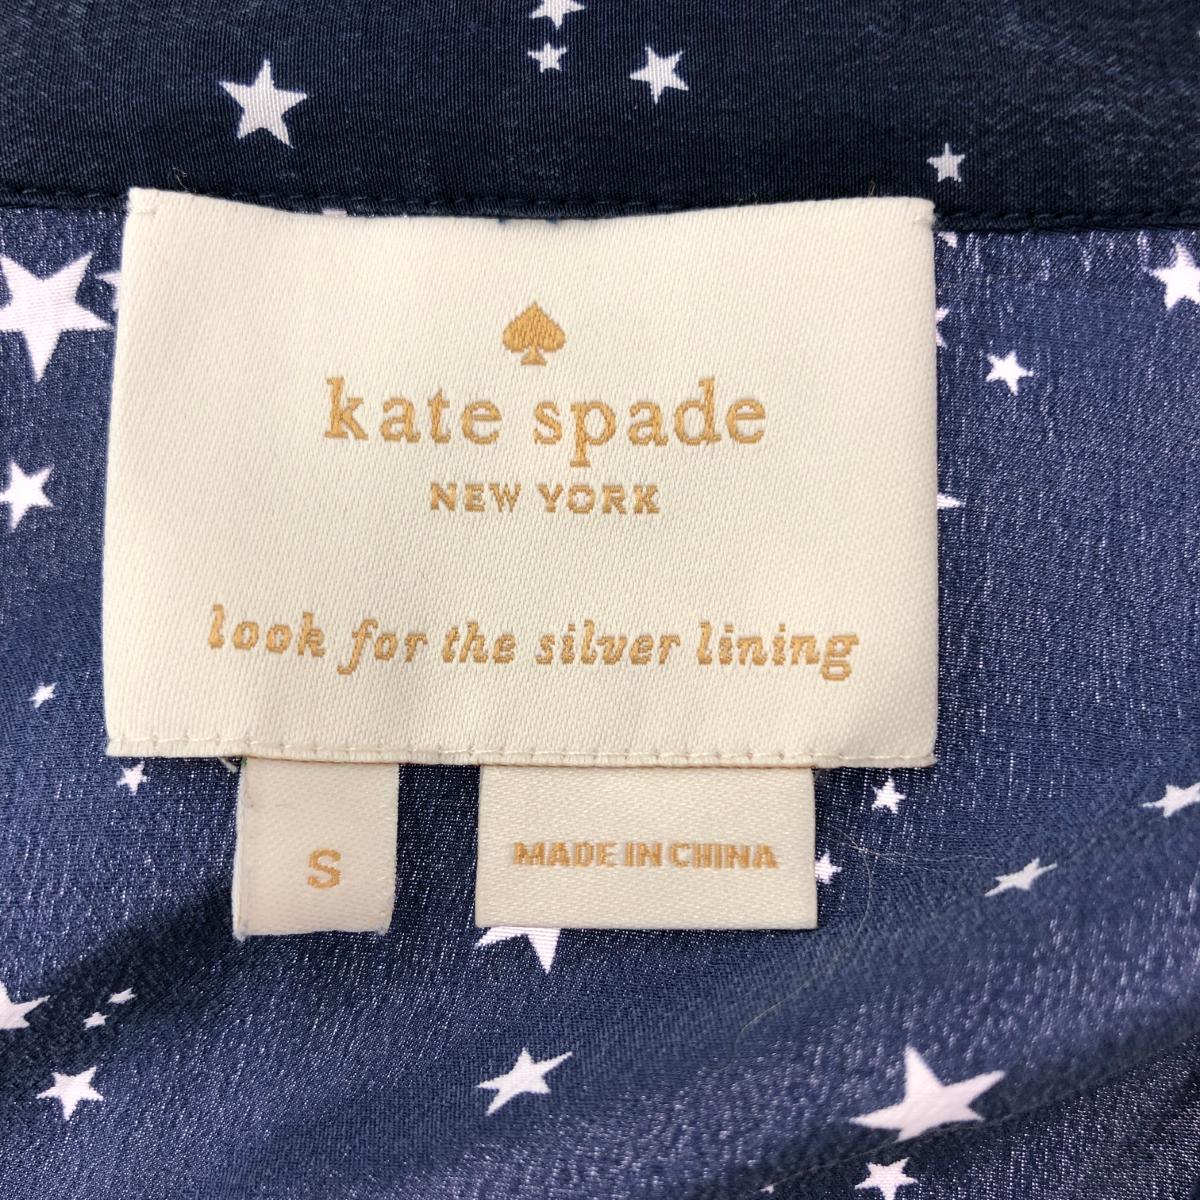 kate spade
NEW YORK
look for the silver lining
S
MADE IN CHINA